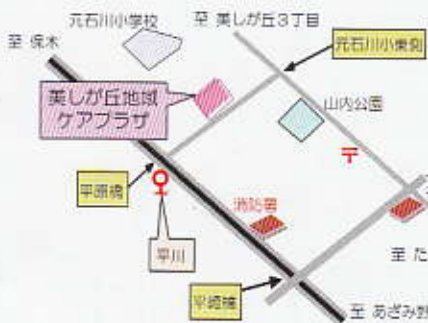 元石川小学校
至 美しが丘3丁目
至 保木
元石川小東側
美しが丘地域
ケアプラザ
山内公園
〒
平原橋
消防署
平川
至 た
平崎橋
至 あざみ野